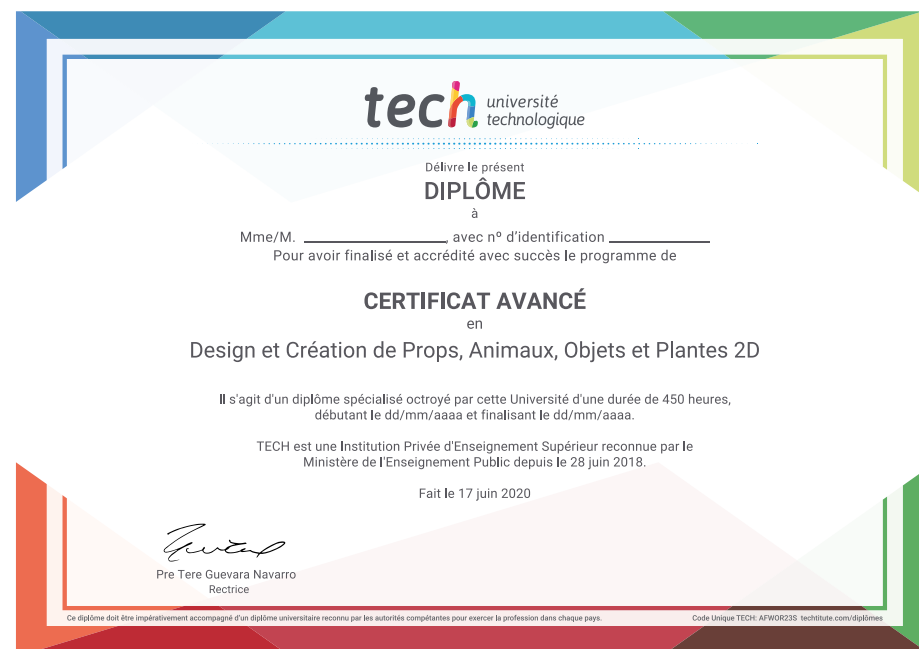 tech université
technologique
Délivre le présent
DIPLÔME
à
Mme/M. ____________, avec nº d'identification ____________
Pour avoir finalisé et accrédité avec succès le programme de
CERTIFICAT AVANCÉ
en
Design et Création de Props, Animaux, Objets et Plantes 2D
Il s'agit d'un diplôme spécialisé octroyé par cette Université d'une durée de 450 heures,
débutant le dd/mm/aaaa et finalisant le dd/mm/aaaa.
TECH est une Institution Privée d'Enseignement Supérieur reconnue par le
Ministère de l'Enseignement Public depuis le 28 juin 2018.
Fait le 17 juin 2020
Pre Tere Guevara Navarro
Rectrice
Ce diplôme doit être impérativement accompagné d'un diplôme universitaire reconnu par les autorités compétentes pour exercer la profession dans chaque pays.
Code Unique TECH: AFWOR23S techtitute.com/diplômes